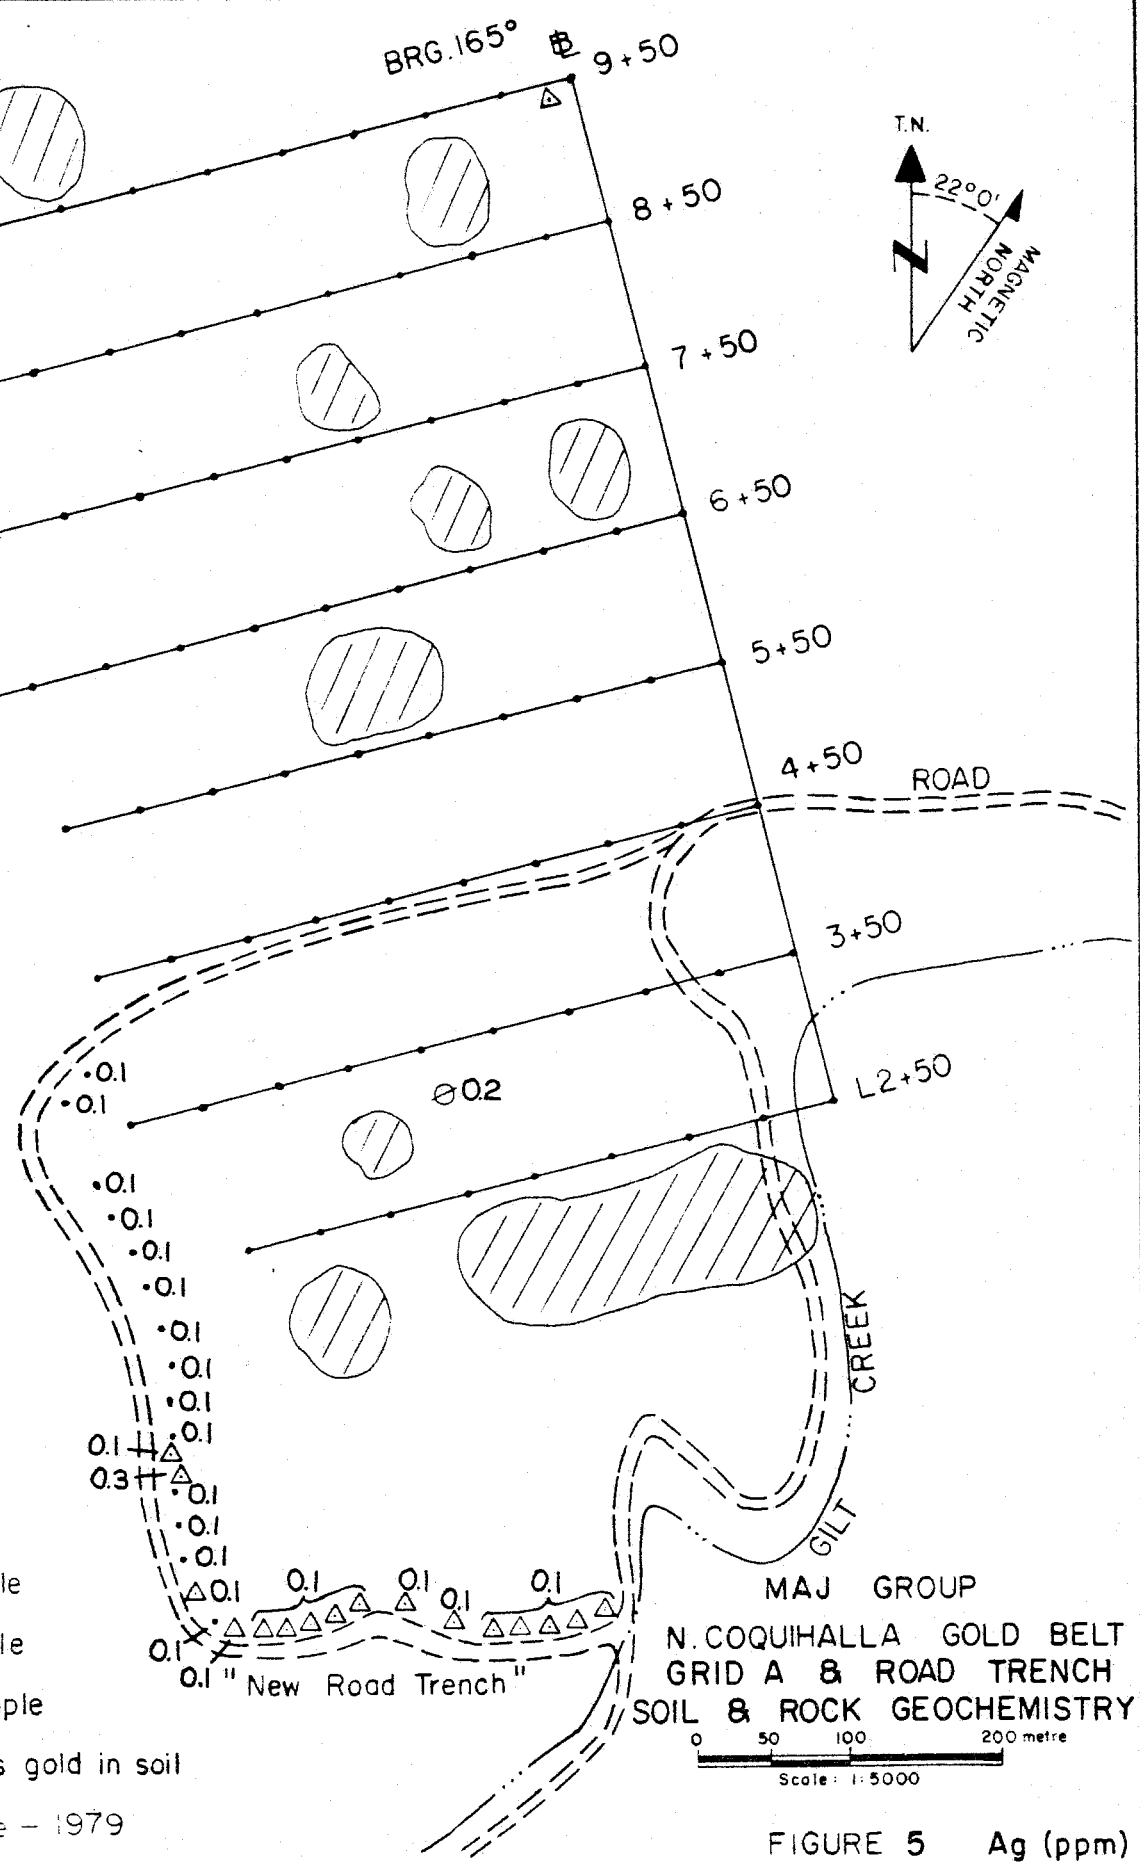 BRG. 165° BL 9+50
T.N.
22°0'
MAGNETIC
NORTH
N
8+50
7+50
6+50
5+50
4+50
ROAD
3+50
L2+50
0.1
0.1
0.2
0.1
0.1
0.1
0.1
0.1
0.1
0.1
0.1
0.1
0.3
0.1
0.1
0.1
0.1
0.1
0.1
0.1
0.1
0.1
0.1
"New Road Trench"
CREEK
GILT
le
le
ple
s gold in soil
e - 1979
MAJ GROUP
N. COQUIHALLA GOLD BELT
GRID A & ROAD TRENCH
SOIL & ROCK GEOCHEMISTRY
0 50 100 200 metre
Scale: 1:5000
FIGURE 5 Ag (ppm)